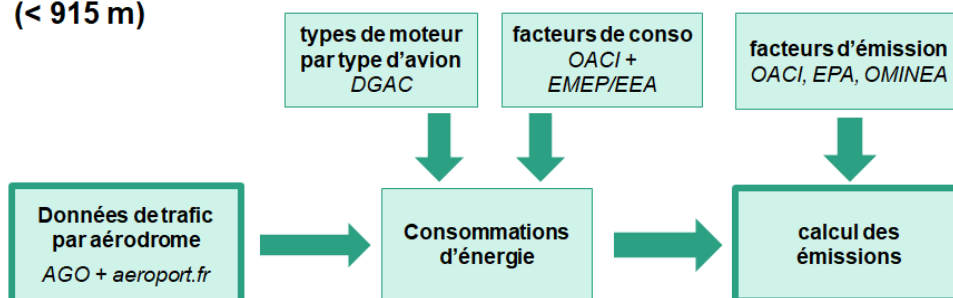 (< 915 m)
types de moteur
par type d'avion
DGAC
facteurs de conso
OACI +
EMEP/EEA
facteurs d'émission
OACI, EPA, OMINEA
Données de trafic
par aérodrome
AGO + aeroport.fr
Consommations
d'énergie
calcul des
émissions